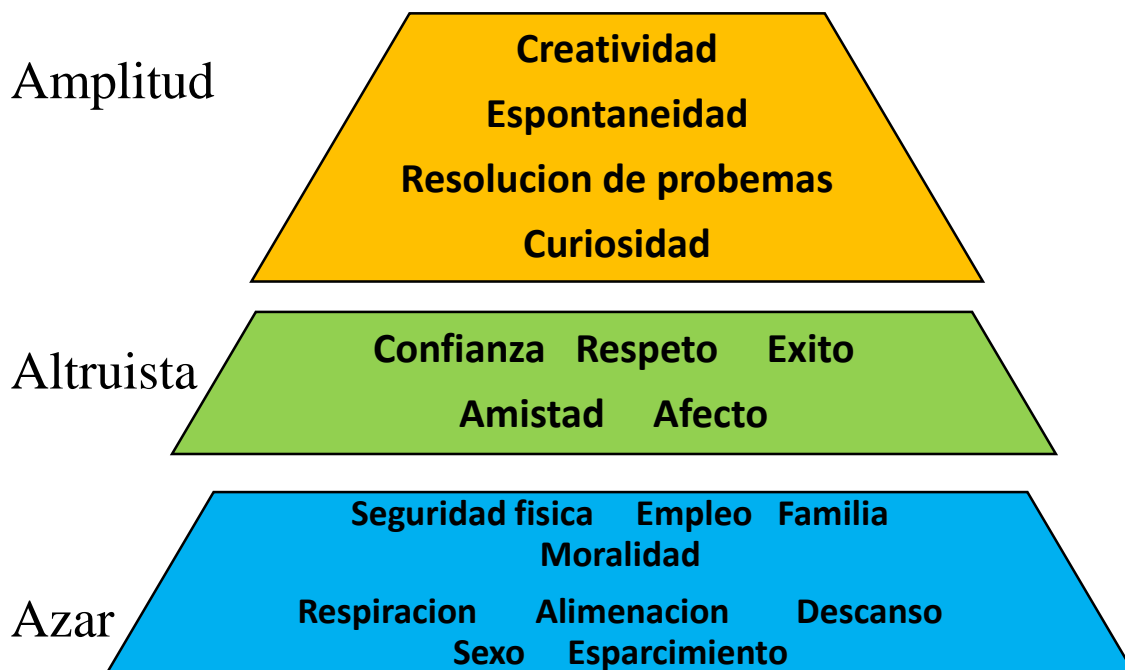 Amplitud
Creatividad
Espontaneidad
Resolucion de probemas
Curiosidad
Altruista
Confianza Respeto Exito
Amistad Afecto
Seguridad fisica Empleo Familia
Moralidad
Azar
Respiracion Alimenacion Descanso
Sexo Esparcimiento